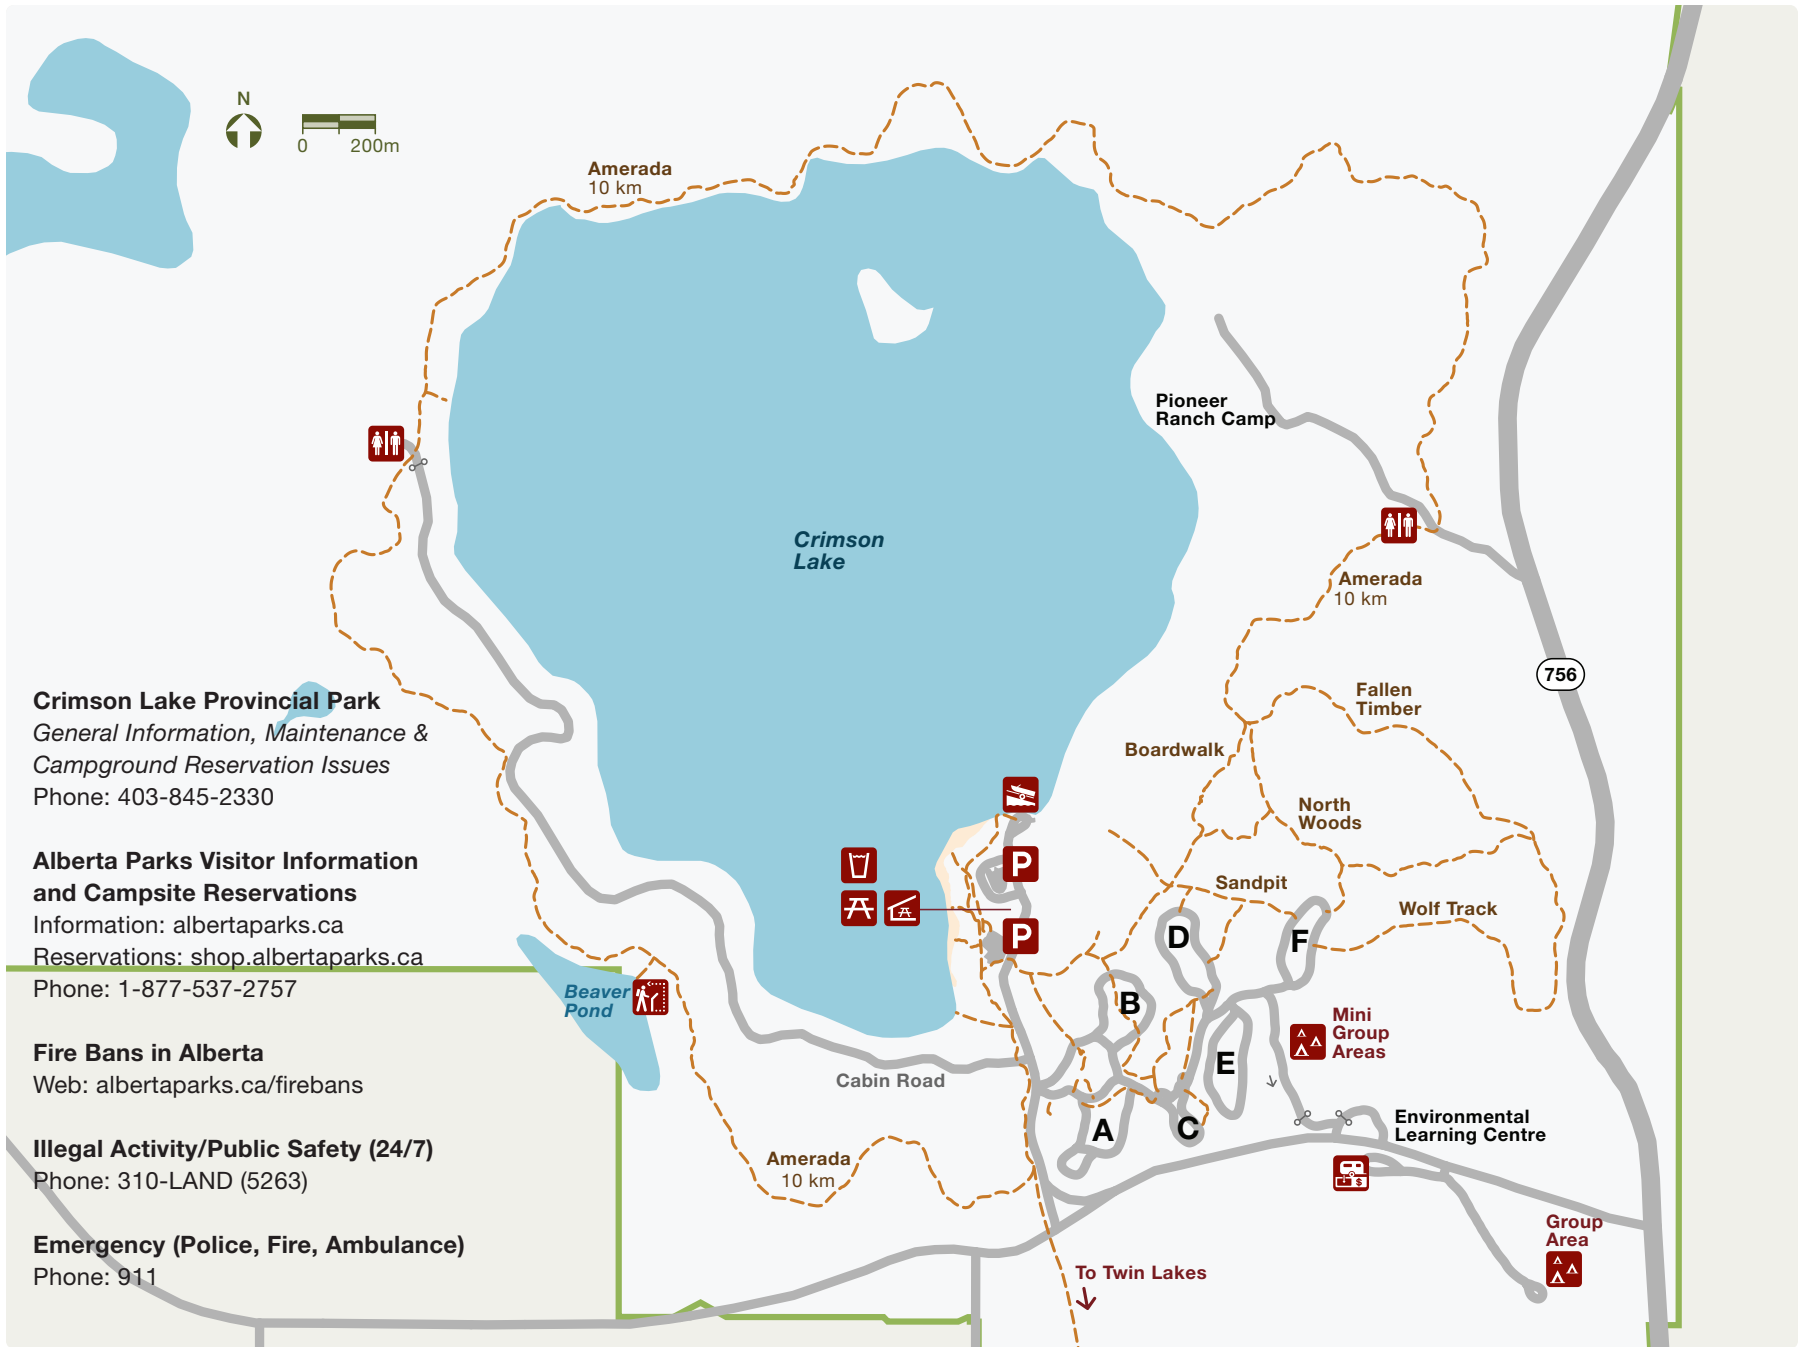 N
0 200m
Amerada
10 km
Pioneer
Ranch Camp
Crimson
Lake
Amerada
10 km
756
Fallen
Timber
Boardwalk
North
Woods
Sandpit
Wolf Track
P
P
D
F
B
E
A
C
Mini
Group
Areas
Beaver
Pond
Cabin Road
Environmental
Learning Centre
Amerada
10 km
$
Group
Area
To Twin Lakes
Crimson Lake Provincial Park
General Information, Maintenance &
Campground Reservation Issues
Phone: 403-845-2330
Alberta Parks Visitor Information
and Campsite Reservations
Information: albertaparks.ca
Reservations: shop.albertaparks.ca
Phone: 1-877-537-2757
Fire Bans in Alberta
Web: albertaparks.ca/firebans
Illegal Activity/Public Safety (24/7)
Phone: 310-LAND (5263)
Emergency (Police, Fire, Ambulance)
Phone: 911